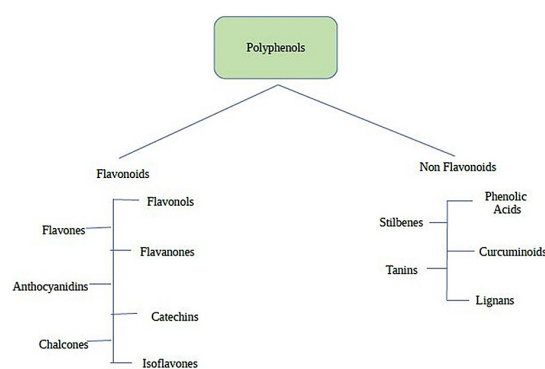 Polyphenols
Flavonoids
Flavonols
Flavones
Flavanones
Anthocyanidins
Catechins
Chalcones
Isoflavones
Non Flavonoids
Phenolic
Acids
Stilbenes
Curcuminoids
Tanins
Lignans